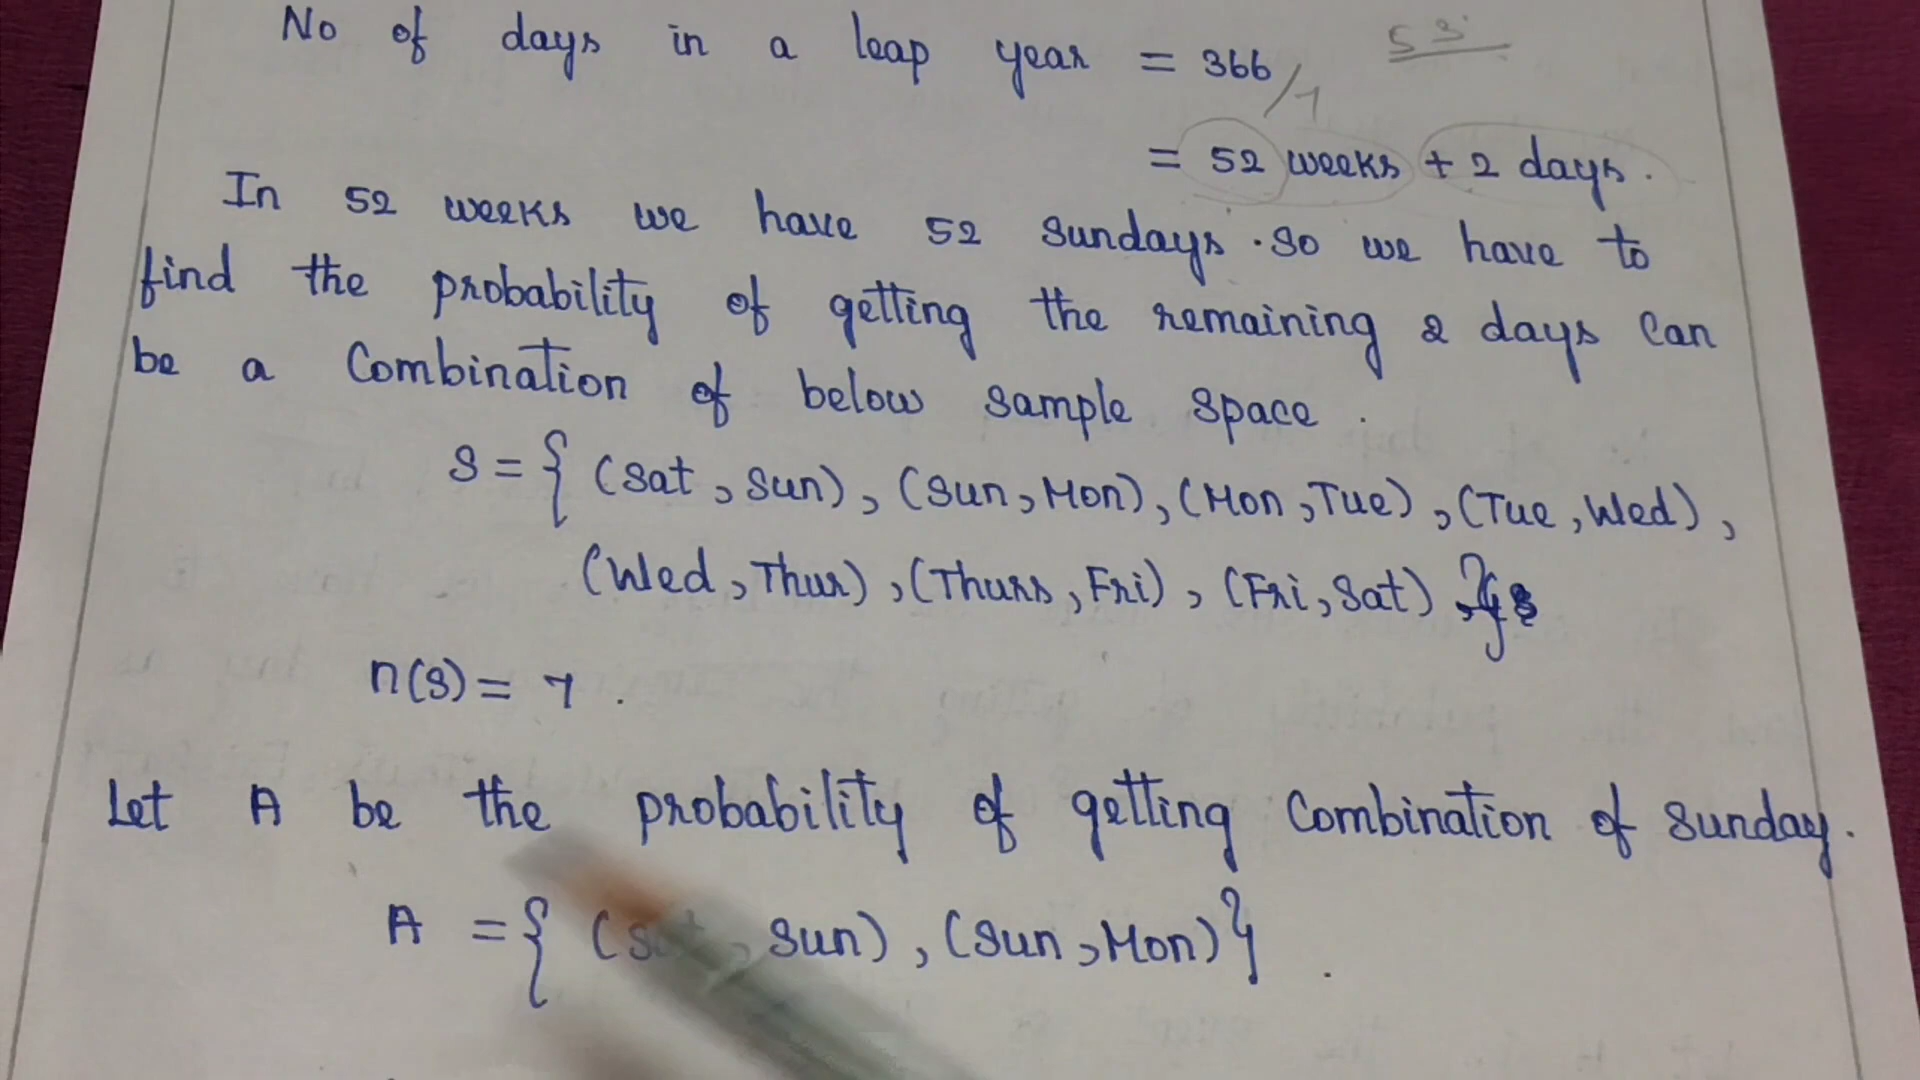 No of days in a leap year = 366/7 53
= 52 weeks + 2 days.
In 52 weeks we have 52 sundays. so we have to
find the probability of getting the remaining 2 days can
be a Combination of below sample space.
S = { (Sat, Sun), (Sun, Mon), (Mon, Tue), (Tue, Wed),
(Wed, Thur), (Thurs, Fri), (Fri, Sat) }
n(S) = 7.
Let A be the probability of getting Combination of sunday.
A = { (Sat, Sun), (Sun, Mon) }.